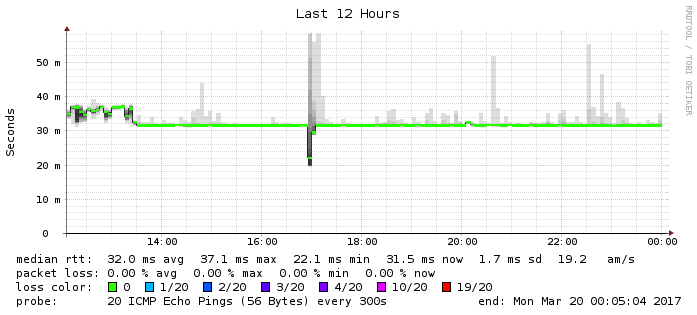 Last 12 Hours
RRDTOOL / TOBI OETIKER
Seconds
50 m
40 m
30 m
20 m
10 m
0
14:00 16:00 18:00 20:00 22:00 00:00
median rtt: 32.0 ms avg 37.1 ms max 22.1 ms min 31.5 ms now 1.7 ms sd 19.2 am/s
packet loss: 0.00 % avg 0.00 % max 0.00 % min 0.00 % now
loss color: 0 1/20 2/20 3/20 4/20 10/20 19/20
probe: 20 ICMP Echo Pings (56 Bytes) every 300s end: Mon Mar 20 00:05:04 2017